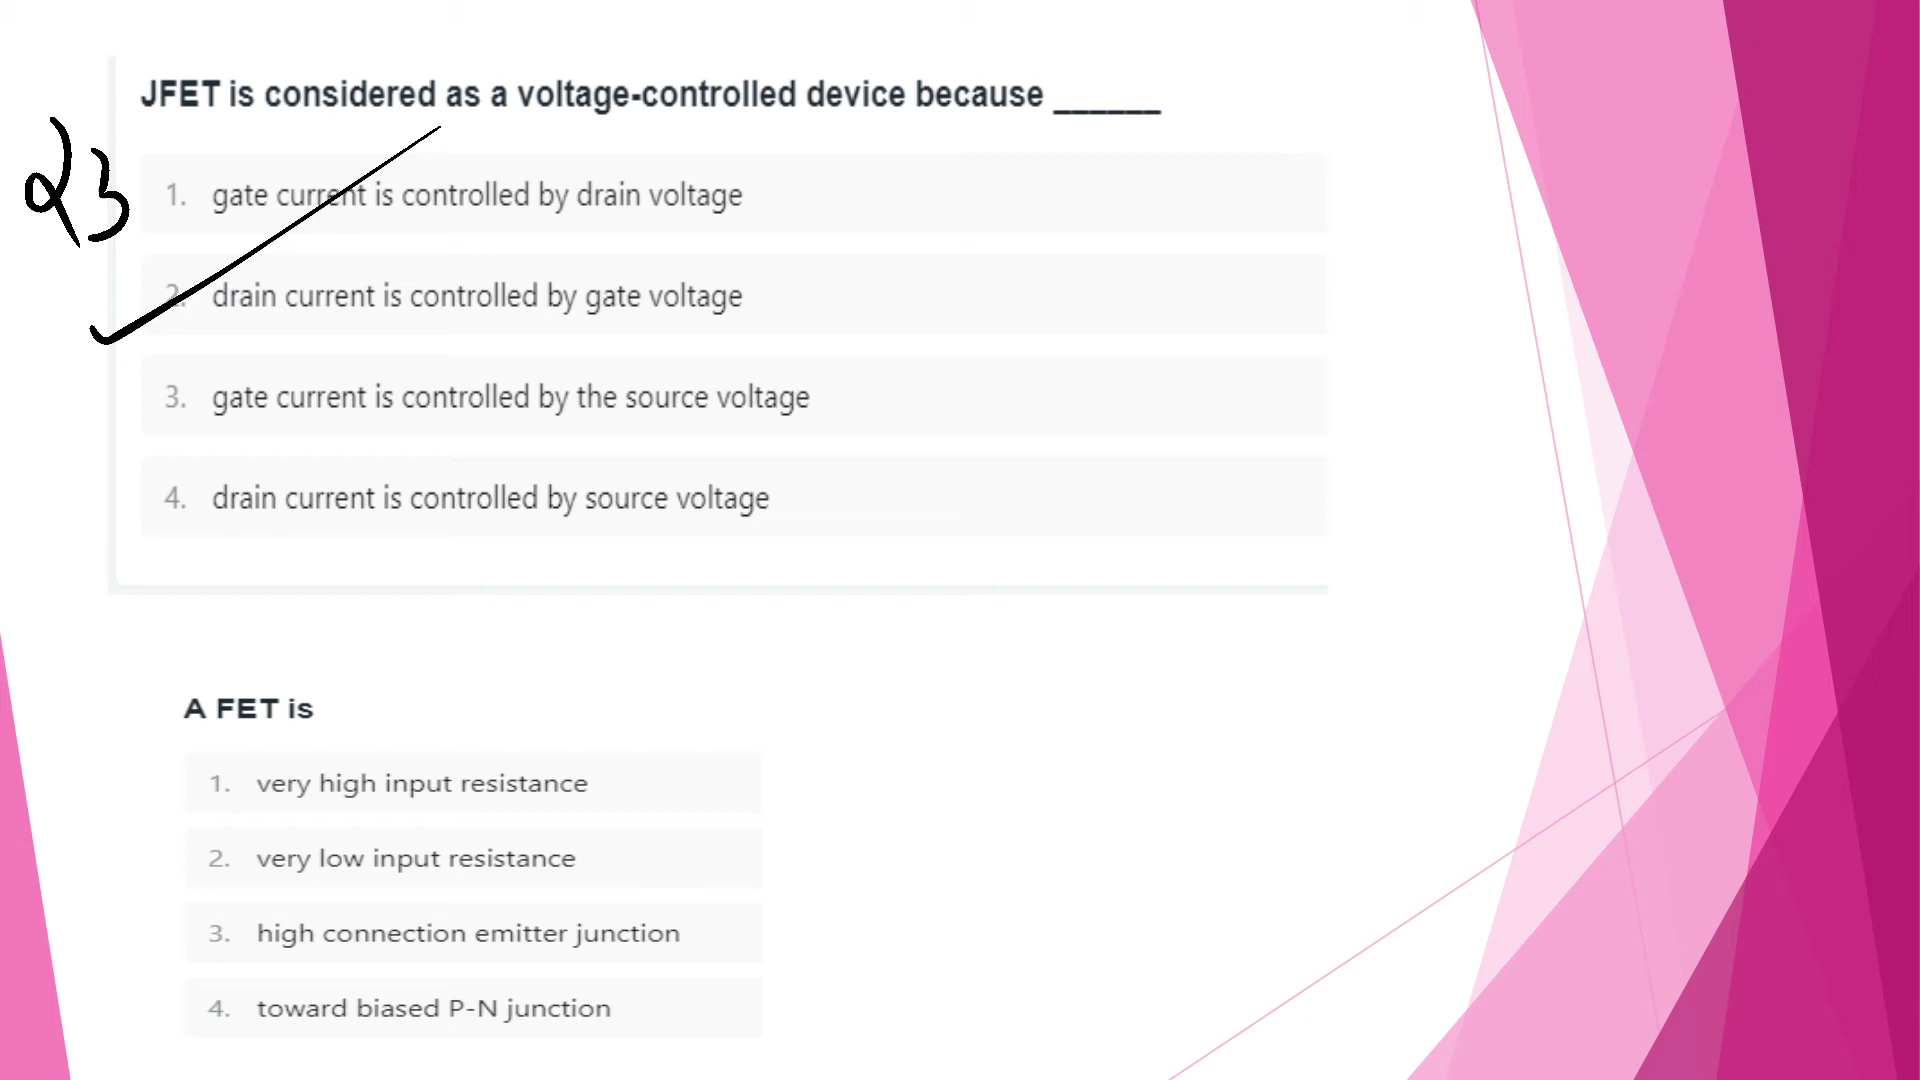 JFET is considered as a voltage-controlled device because ______
Q3
1. gate current is controlled by drain voltage
2. drain current is controlled by gate voltage
3. gate current is controlled by the source voltage
4. drain current is controlled by source voltage
A FET is
1. very high input resistance
2. very low input resistance
3. high connection emitter junction
4. toward biased P-N junction